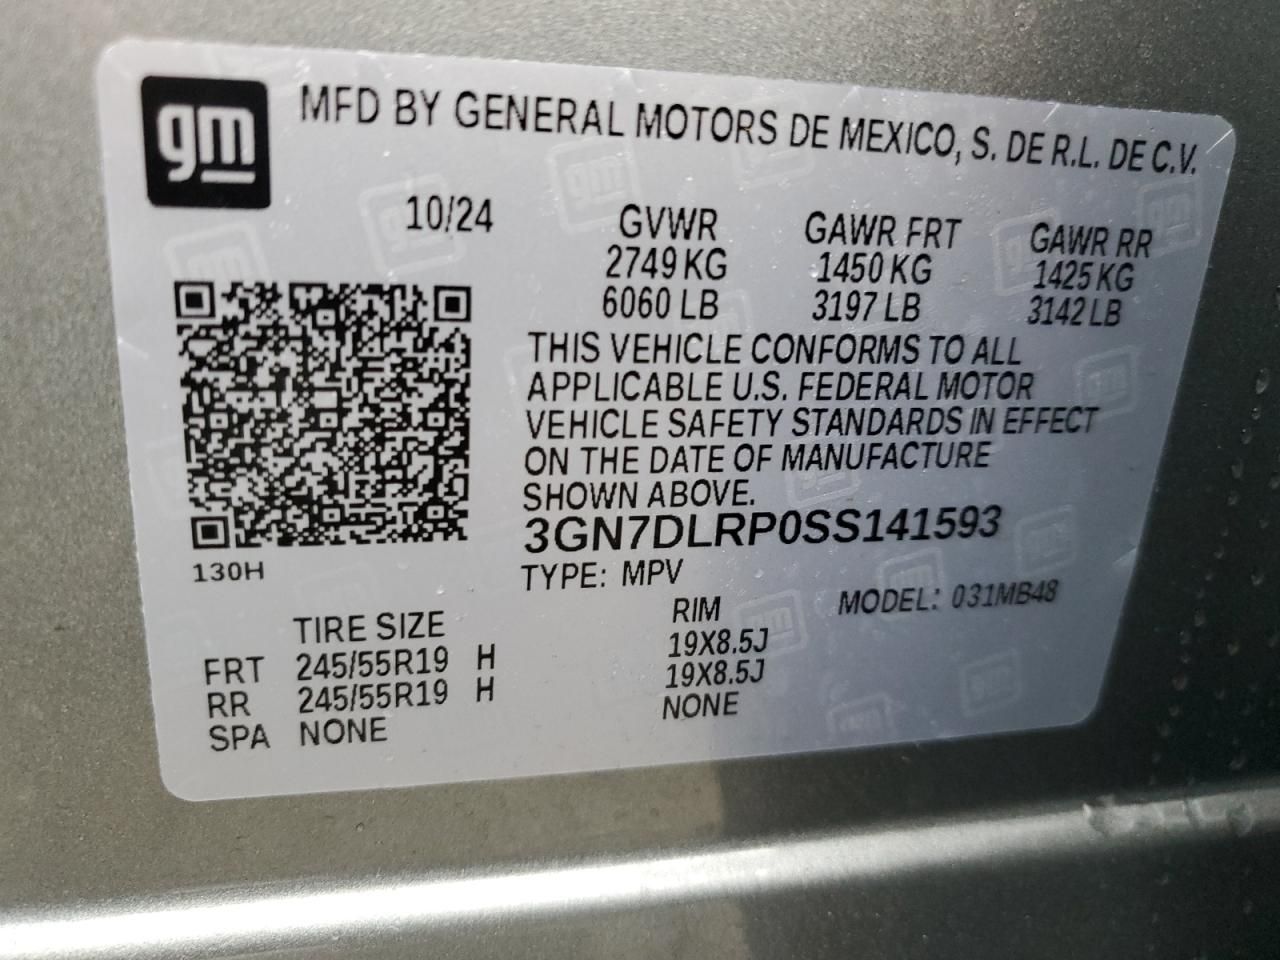 gm
MFD BY GENERAL MOTORS DE MEXICO, S. DE R.L. DE C.V.
10/24 GVWR GAWR FRT GAWR RR
2749 KG 1450 KG 1425 KG
6060 LB 3197 LB 3142 LB
THIS VEHICLE CONFORMS TO ALL
APPLICABLE U.S. FEDERAL MOTOR
VEHICLE SAFETY STANDARDS IN EFFECT
ON THE DATE OF MANUFACTURE
SHOWN ABOVE.
3GN7DLRP0SS141593
130H
TYPE: MPV MODEL: 031MB48
TIRE SIZE RIM
FRT 245/55R19 H 19X8.5J
RR 245/55R19 H 19X8.5J
SPA NONE NONE